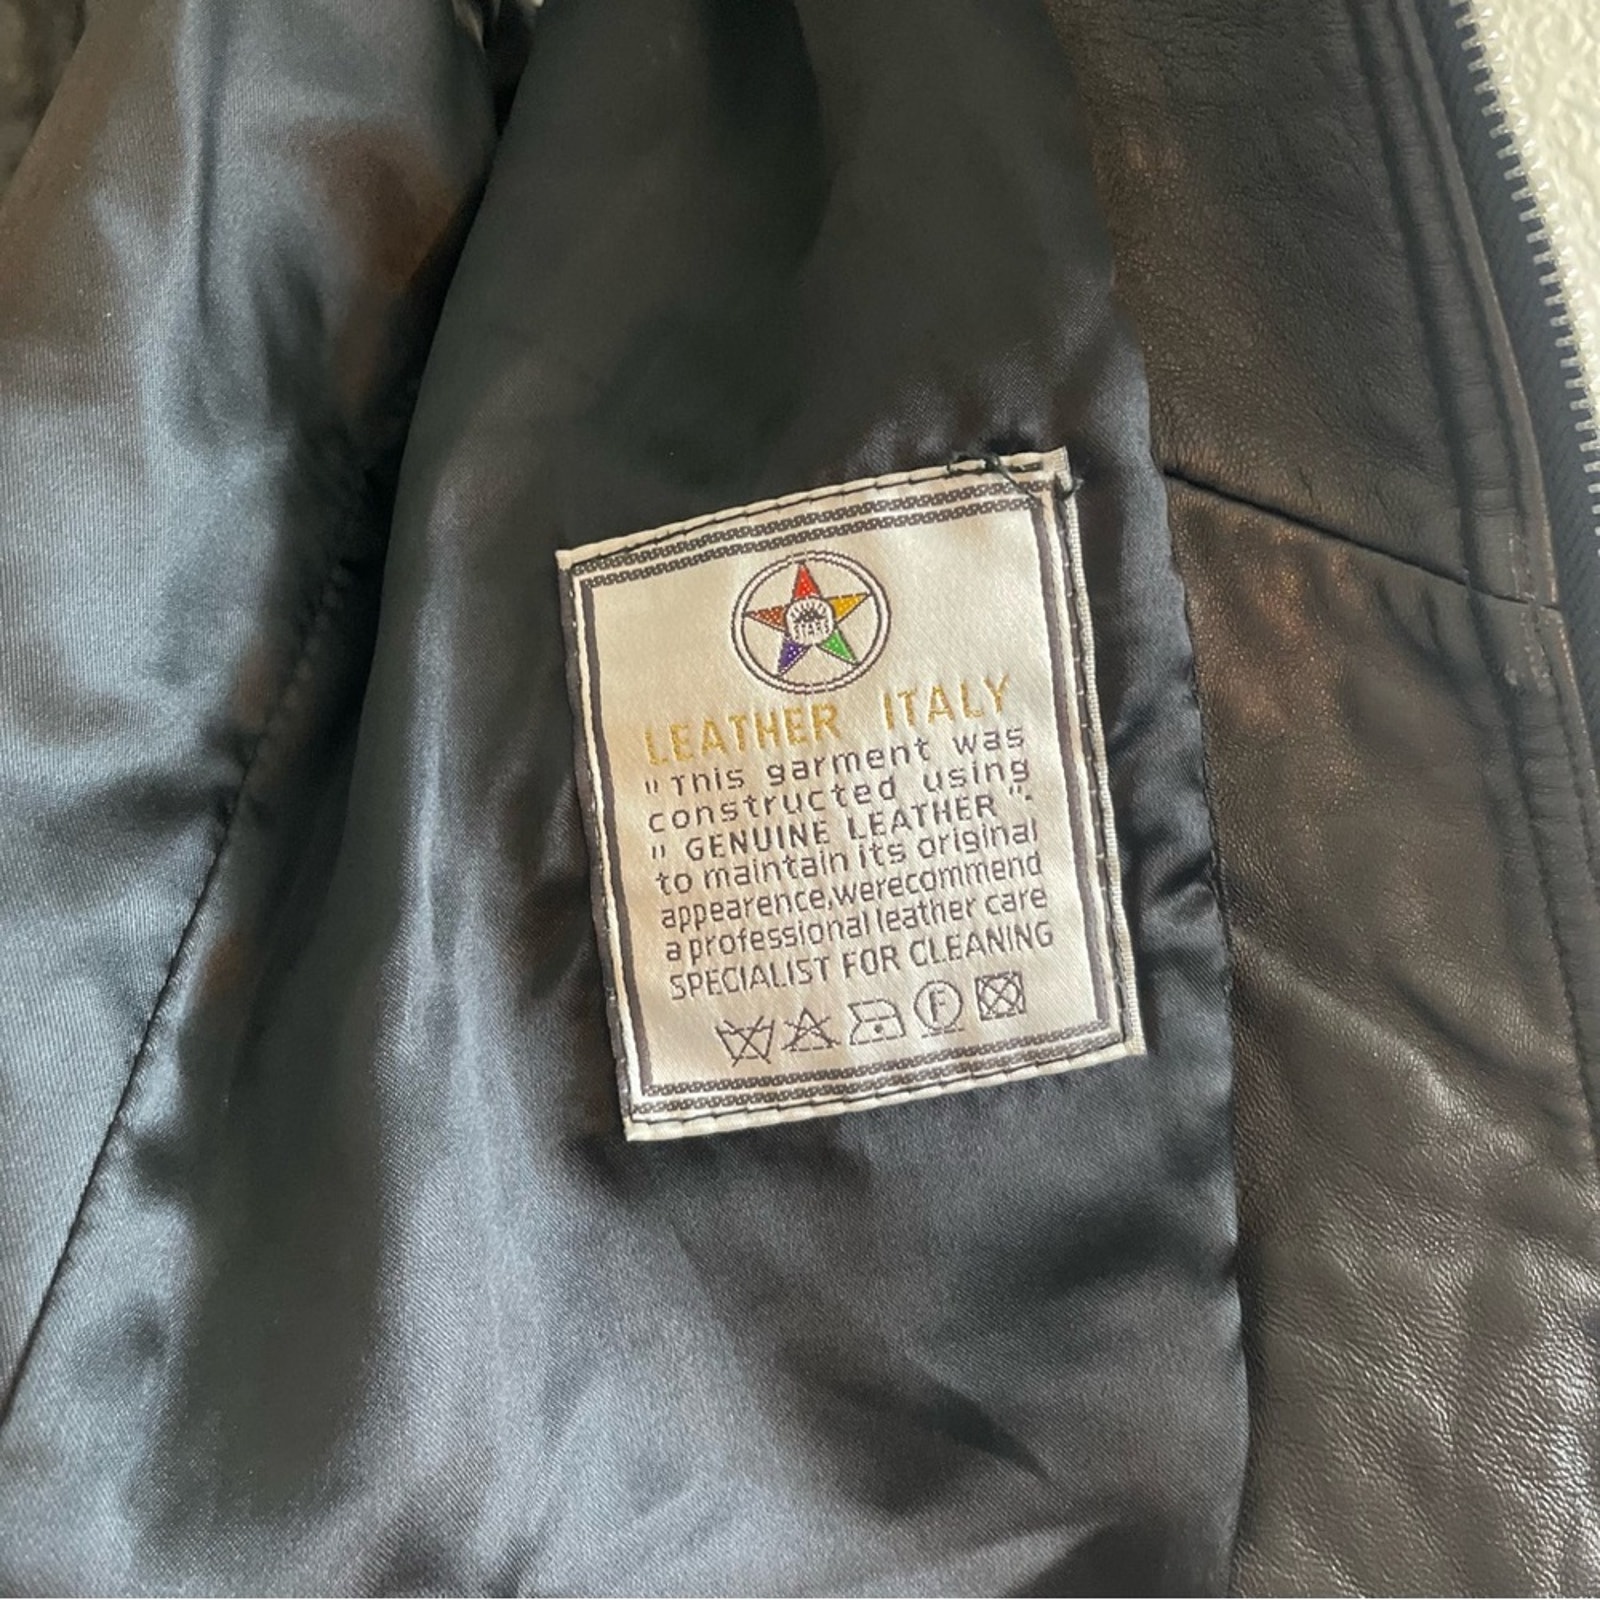 STARS
LEATHER ITALY
"This garment was
constructed using
" GENUINE LEATHER ".
to maintain its original
appearence,werecommend
a professional leather care
SPECIALIST FOR CLEANING
F